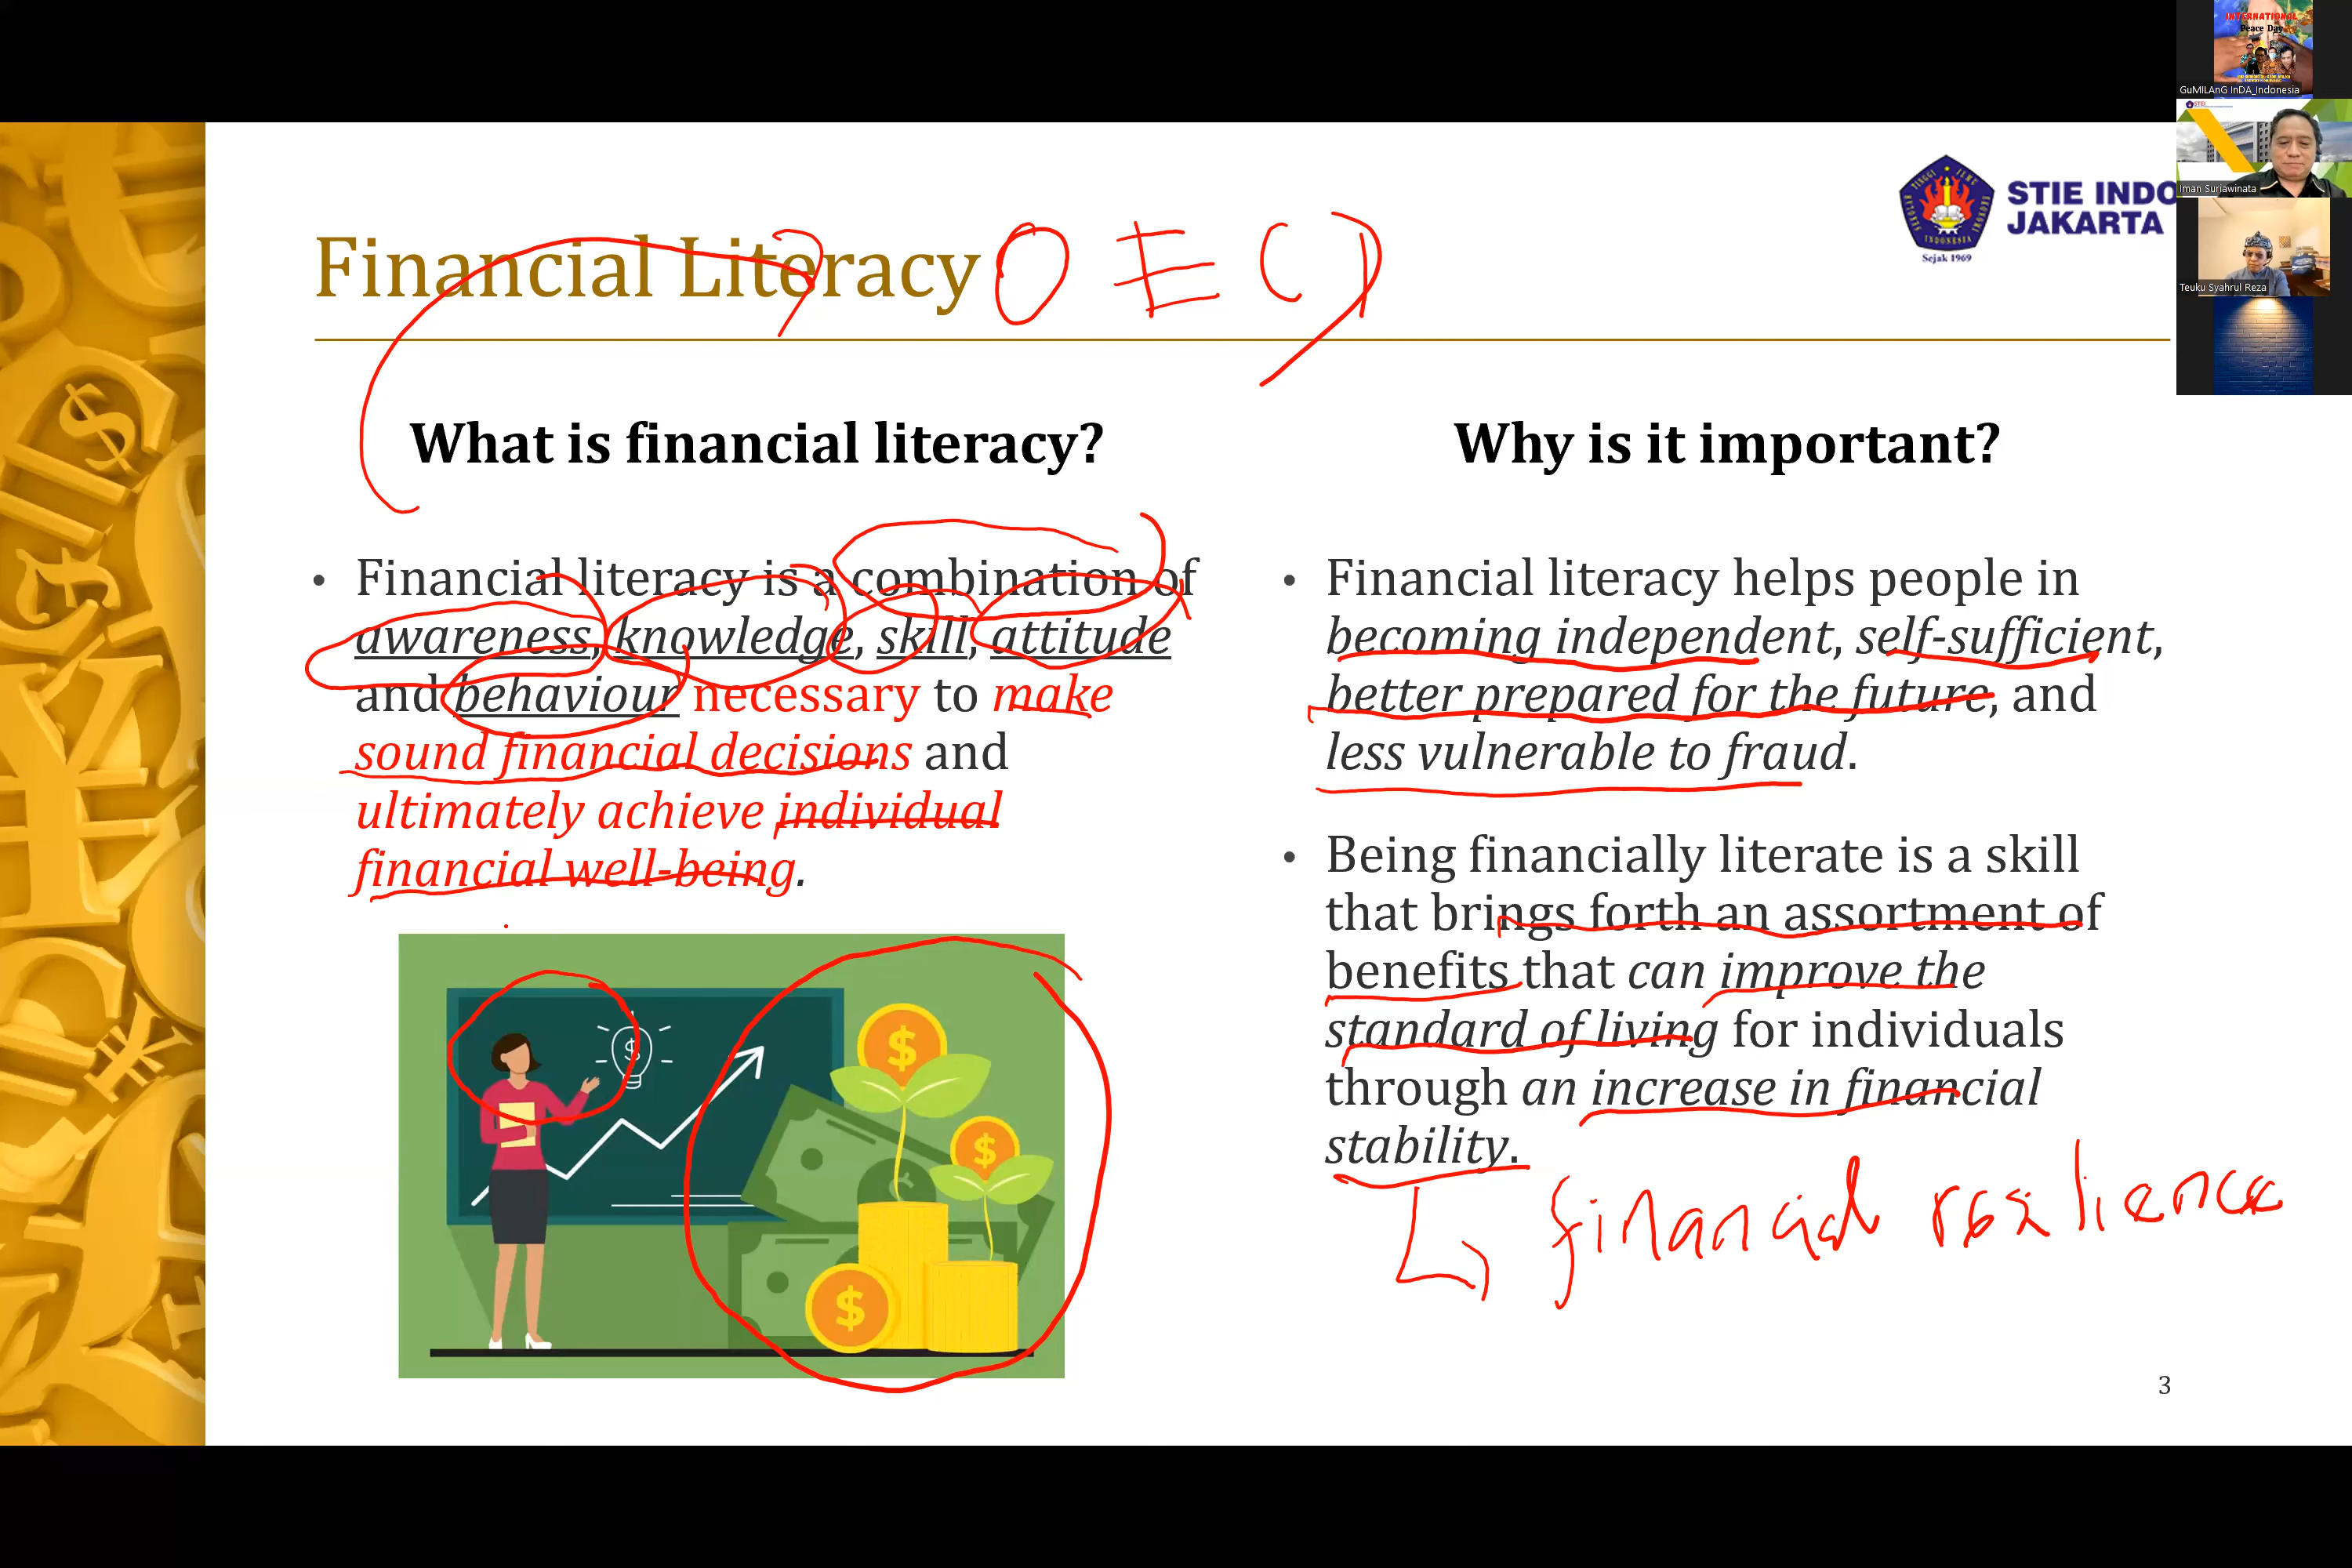 INTERNATIONAL
Peace Day
GuMILAnG InDA_Indonesia
Iman Suriawinata
Teuku Syahrul Reza
STIE INDO
JAKARTA
Sejak 1969
Financial Literacy OECD
What is financial literacy?
• Financial literacy is a combination of
awareness, knowledge, skill, attitude
and behaviour necessary to make
sound financial decisions and
ultimately achieve individual
financial well-being.
Why is it important?
• Financial literacy helps people in
becoming independent, self-sufficient,
better prepared for the future, and
less vulnerable to fraud.
• Being financially literate is a skill
that brings forth an assortment of
benefits that can improve the
standard of living for individuals
through an increase in financial
stability.
financial resilience
3